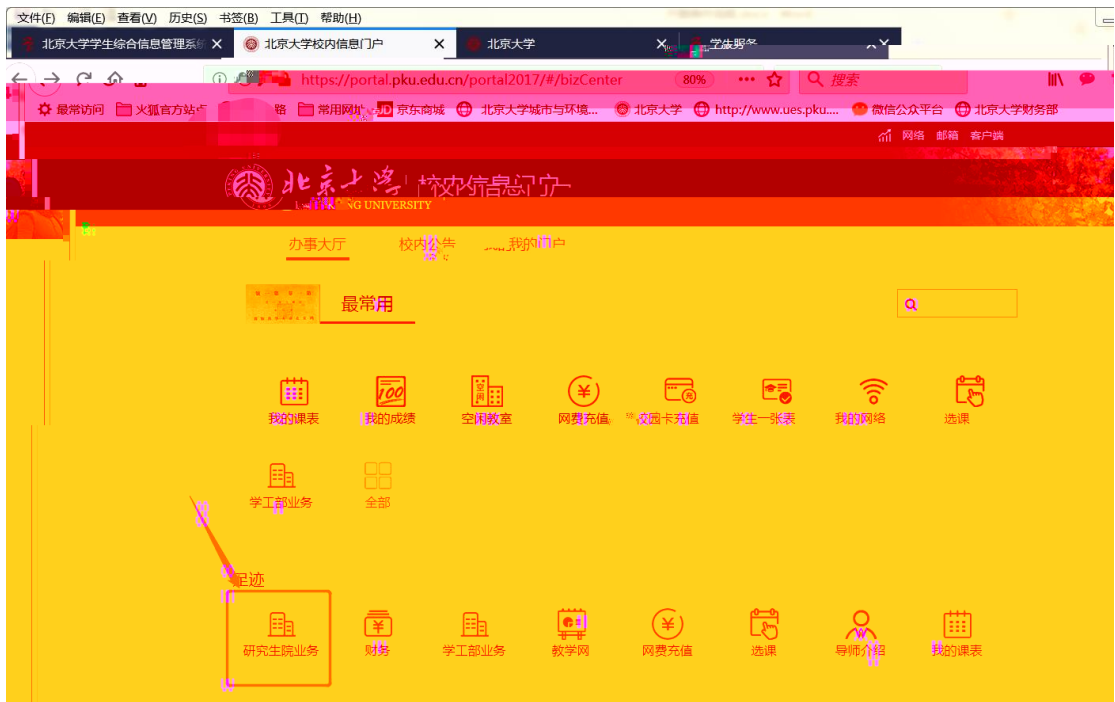 文件(F) 编辑(E) 查看(V) 历史(S) 书签(B) 工具(T) 帮助(H)
北京大学学生综合信息管理系统 北京大学校内信息门户 北京大学
https://portal.pku.edu.cn/portal2017/#/bizCenter 80% 搜索
最常访问 火狐官方站点 常用网址 JD 京东商城 北京大学城市与环境... 北京大学 http://www.ues.pku.... 微信公众平台 北京大学财务部
网络 邮箱 客户端
北京大学 校内信息门户
NG UNIVERSITY
办事大厅 校内公告 我的门户
最常用
我的课表 我的成绩 空闲教室 网费充值 校园卡充值 学生一张表 我的网络 选课
学工部业务 全部
足迹
研究生院业务 财务 学工部业务 教学网 网费充值 选课 导师介绍 我的课表